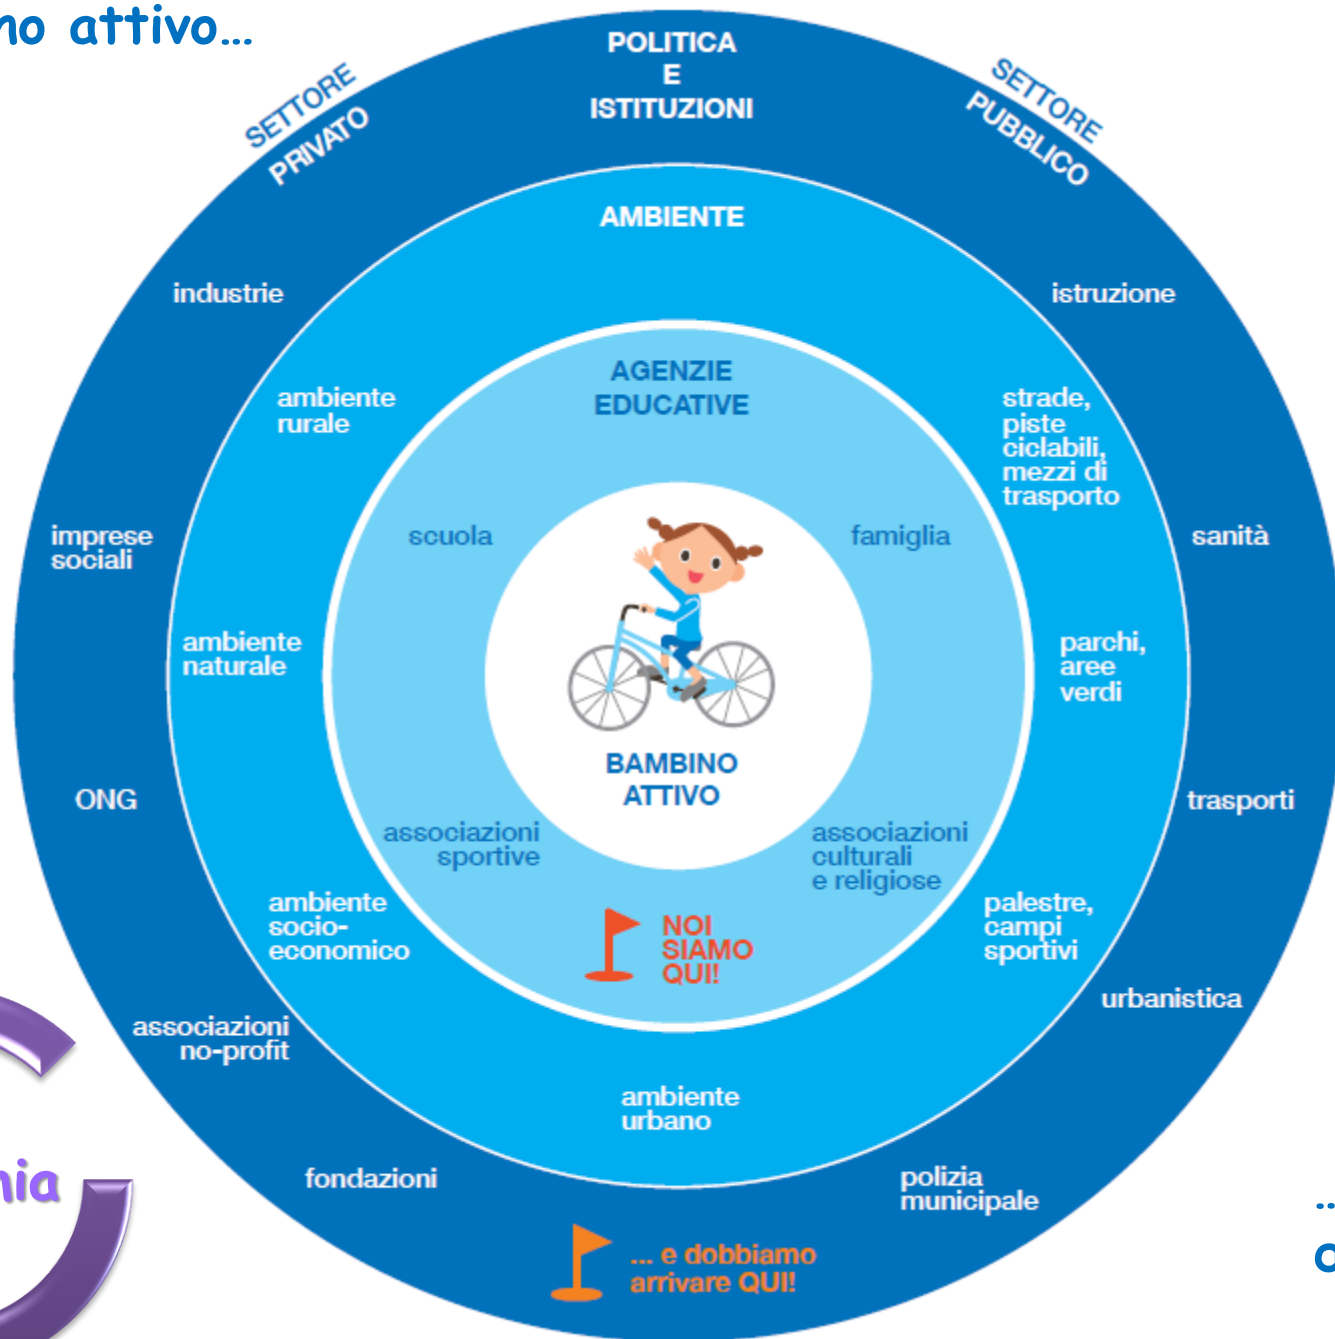 attivo...
POLITICA
E
ISTITUZIONI
SETTORE
PRIVATO
SETTORE
PUBBLICO
AMBIENTE
industrie
istruzione
AGENZIE
EDUCATIVE
ambiente
rurale
strade,
piste
ciclabili,
mezzi di
trasporto
imprese
sociali
scuola
famiglia
sanità
ambiente
naturale
parchi,
aree
verdi
BAMBINO
ATTIVO
ONG
trasporti
associazioni
sportive
associazioni
culturali
e religiose
ambiente
socio-
economico
NOI
SIAMO
QUI!
palestre,
campi
sportivi
urbanistica
associazioni
no-profit
ambiente
urbano
fondazioni
polizia
municipale
... e dobbiamo
arrivare QUI!